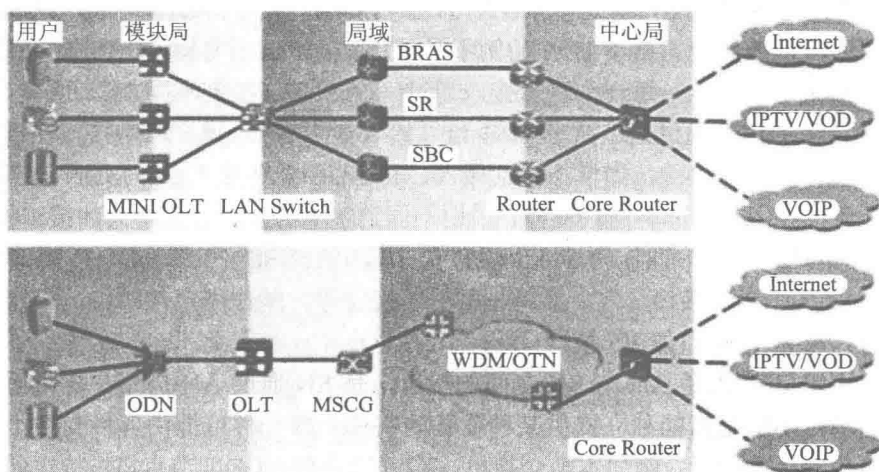 用户
模块局
局域
中心局
BRAS
SR
SBC
MINI OLT
LAN Switch
Router
Core Router
Internet
IPTV/VOD
VOIP
ODN
OLT
MSCG
WDM/OTN
Core Router
Internet
IPTV/VOD
VOIP